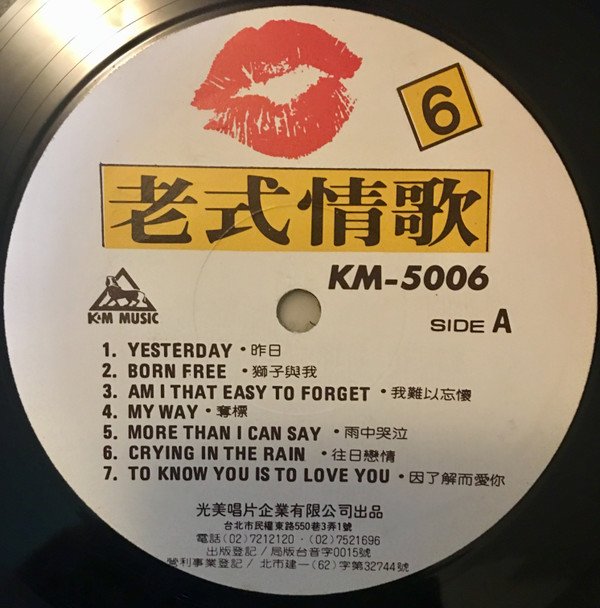 6
老式情歌
KM-5006
K·M MUSIC
SIDE A
1. YESTERDAY・昨日
2. BORN FREE・獅子與我
3. AM I THAT EASY TO FORGET・我難以忘懷
4. MY WAY・奪標
5. MORE THAN I CAN SAY・雨中哭泣
6. CRYING IN THE RAIN・往日戀情
7. TO KNOW YOU IS TO LOVE YOU・因了解而愛你
光美唱片企業有限公司出品
台北市民權東路550巷3弄1號
電話(02)7212120・(02)7521696
出版登記/局版台音字0015號
營利事業登記/北市建一(62)字第32744號